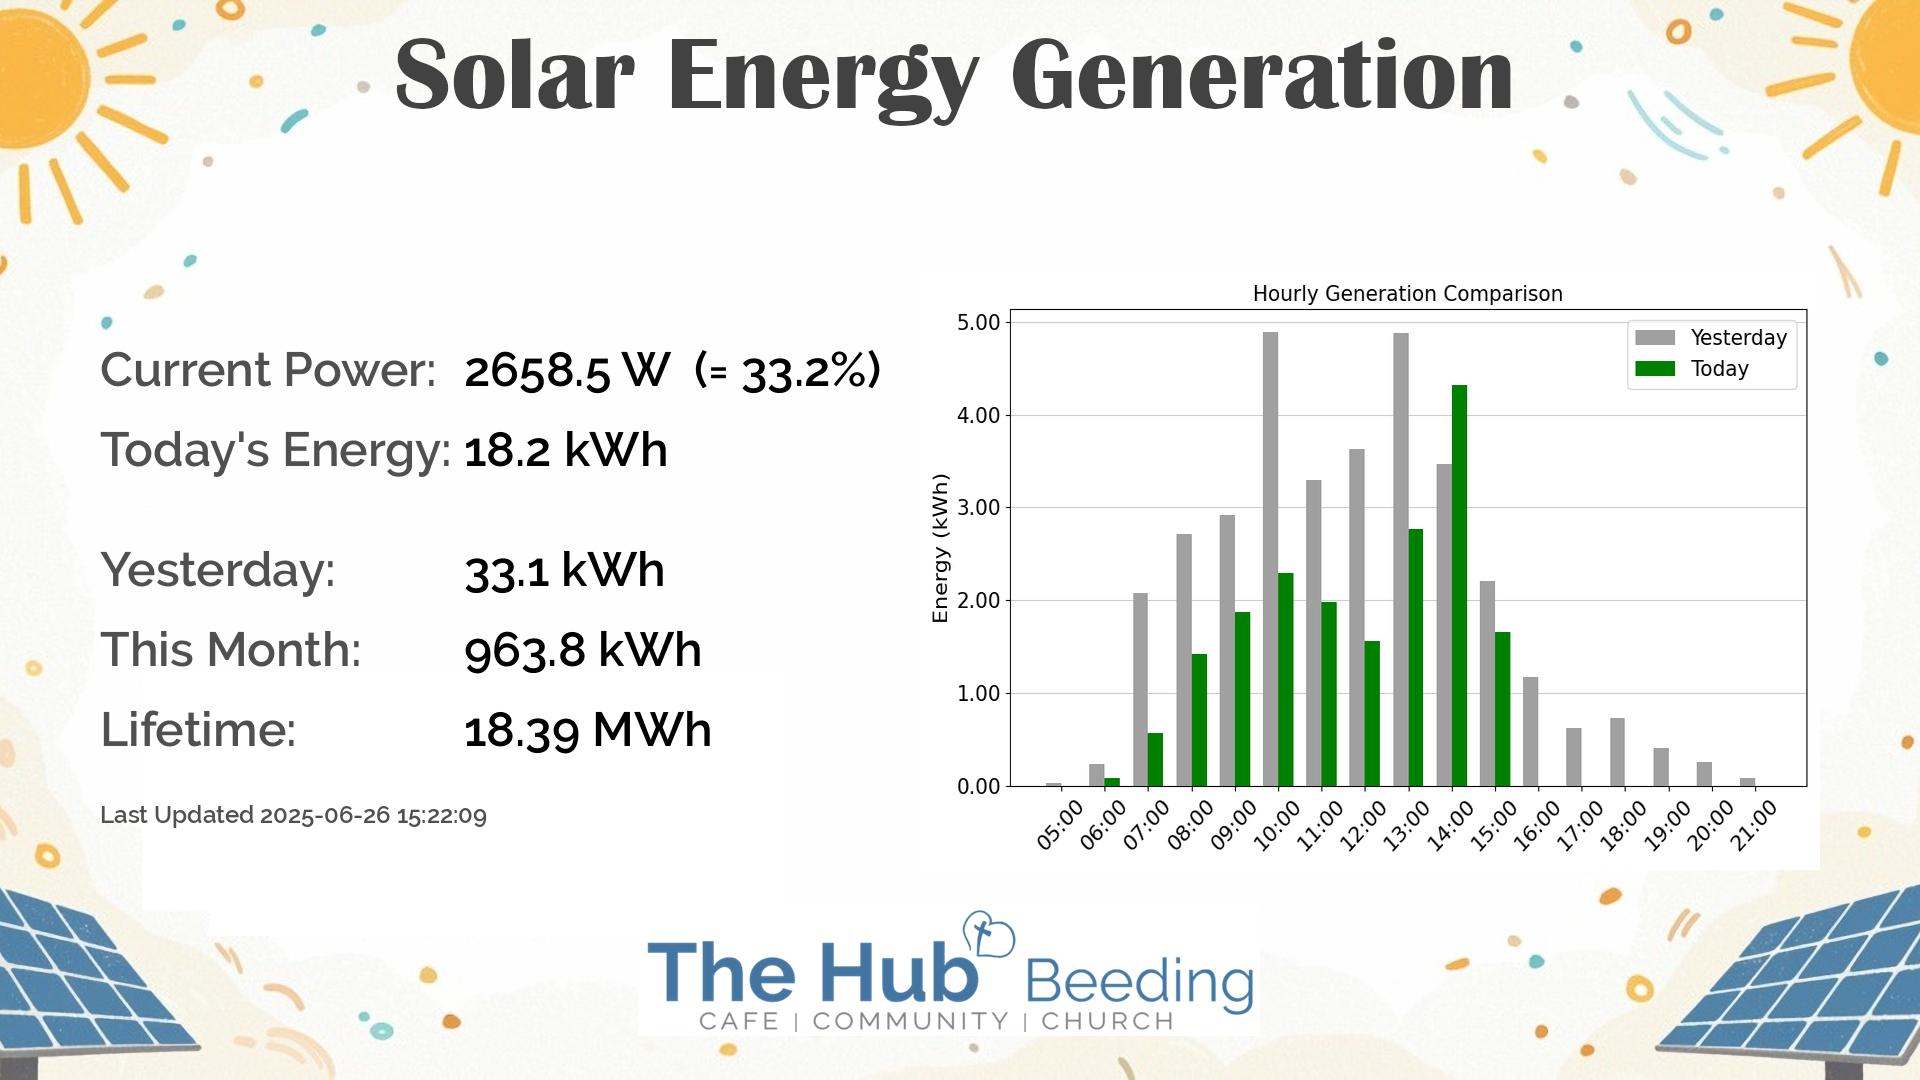 Solar Energy Generation
Current Power: 2658.5 W (= 33.2%)
Today's Energy: 18.2 kWh
Yesterday: 33.1 kWh
This Month: 963.8 kWh
Lifetime: 18.39 MWh
Last Updated 2025-06-26 15:22:09
Hourly Generation Comparison
Yesterday
Today
Energy (kWh)
5.00
4.00
3.00
2.00
1.00
0.00
05:00 06:00 07:00 08:00 09:00 10:00 11:00 12:00 13:00 14:00 15:00 16:00 17:00 18:00 19:00 20:00 21:00
The Hub Beeding
CAFE | COMMUNITY | CHURCH